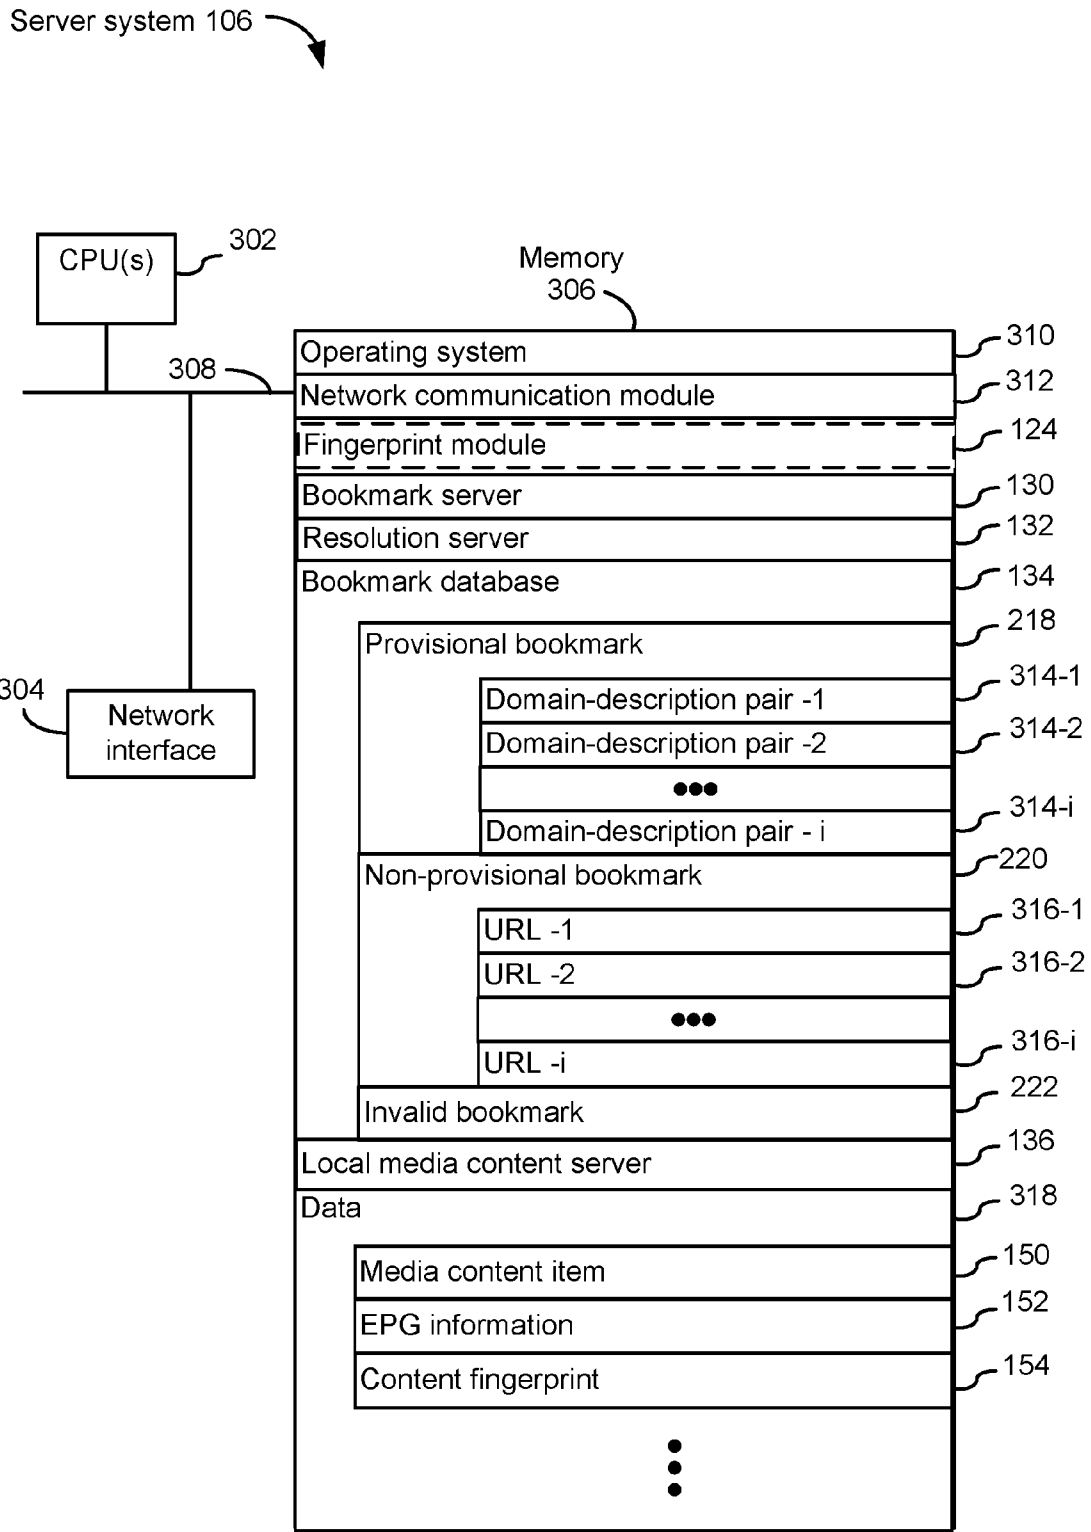 Server system 106
CPU(s)
302
Memory
306
308
304
Network
interface
Operating system
310
Network communication module
312
Fingerprint module
124
Bookmark server
130
Resolution server
132
Bookmark database
134
Provisional bookmark
218
Domain-description pair -1
314-1
Domain-description pair -2
314-2
Domain-description pair - i
314-i
Non-provisional bookmark
220
URL -1
316-1
URL -2
316-2
URL -i
316-i
Invalid bookmark
222
Local media content server
136
Data
318
Media content item
150
EPG information
152
Content fingerprint
154